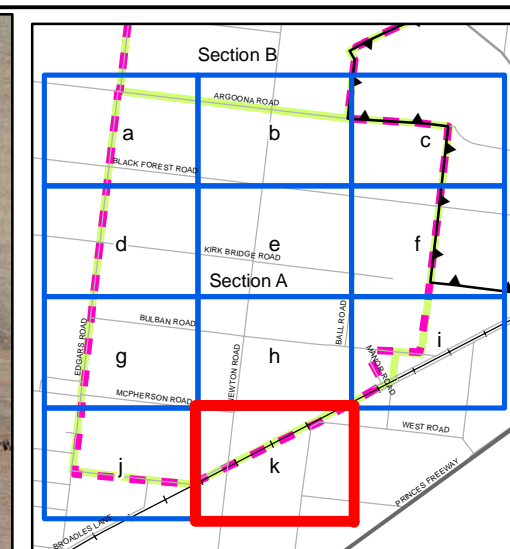 Section B
ARGOONA ROAD
a
b
c
BLACK FOREST ROAD
d
e
f
KIRK BRIDGE ROAD
Section A
BULBAN ROAD
BALL ROAD
EDGARS ROAD
g
NEWTON ROAD
h
MANOR ROAD
i
MCPHERSON ROAD
WEST ROAD
j
k
PRINCES FREEWAY
BROADLES LANE